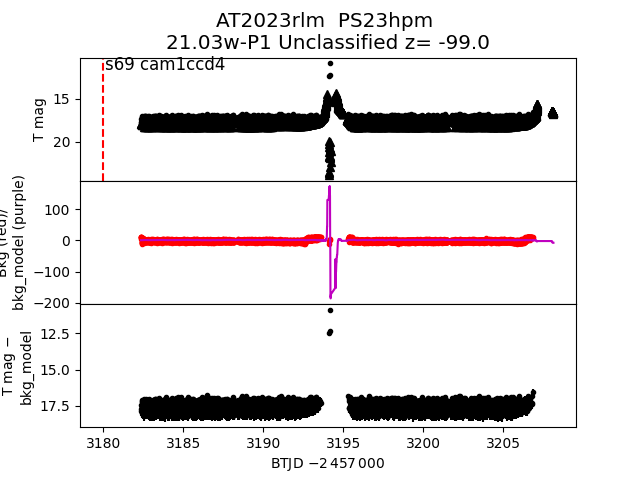 AT2023rlm  PS23hpm
21.03w-P1 Unclassified z= -99.0
s69 cam1ccd4
T mag
15
20
Bkg (red)/
bkg_model (purple)
100
0
−100
−200
T mag −
bkg_model
12.5
15.0
17.5
3180 3185 3190 3195 3200 3205
BTJD −2 457 000